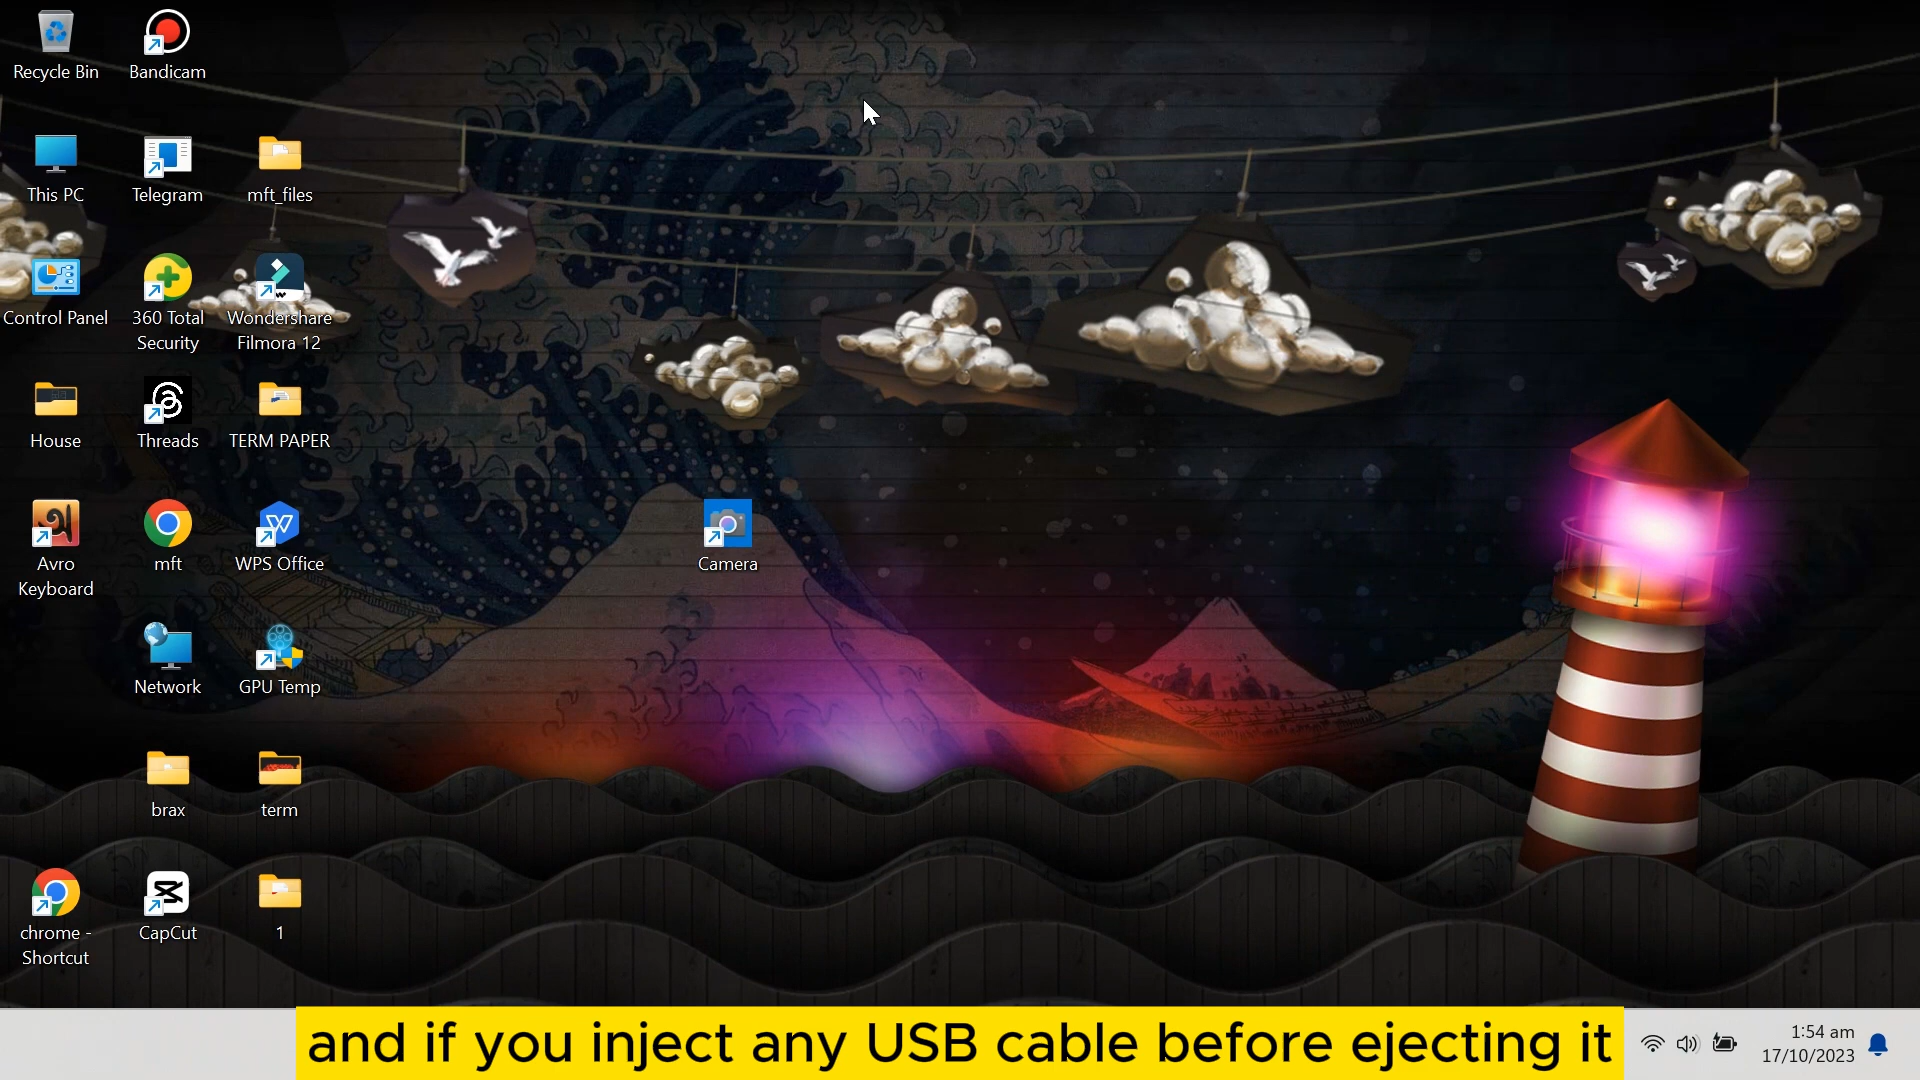 Recycle Bin
Bandicam
This PC
Telegram
mft_files
Control Panel
360 Total
Security
Wondershare
Filmora 12
House
Threads
TERM PAPER
Avro
Keyboard
mft
WPS Office
Camera
Network
GPU Temp
brax
term
chrome -
Shortcut
CapCut
1
and if you inject any USB cable before ejecting it
1:54 am
17/10/2023